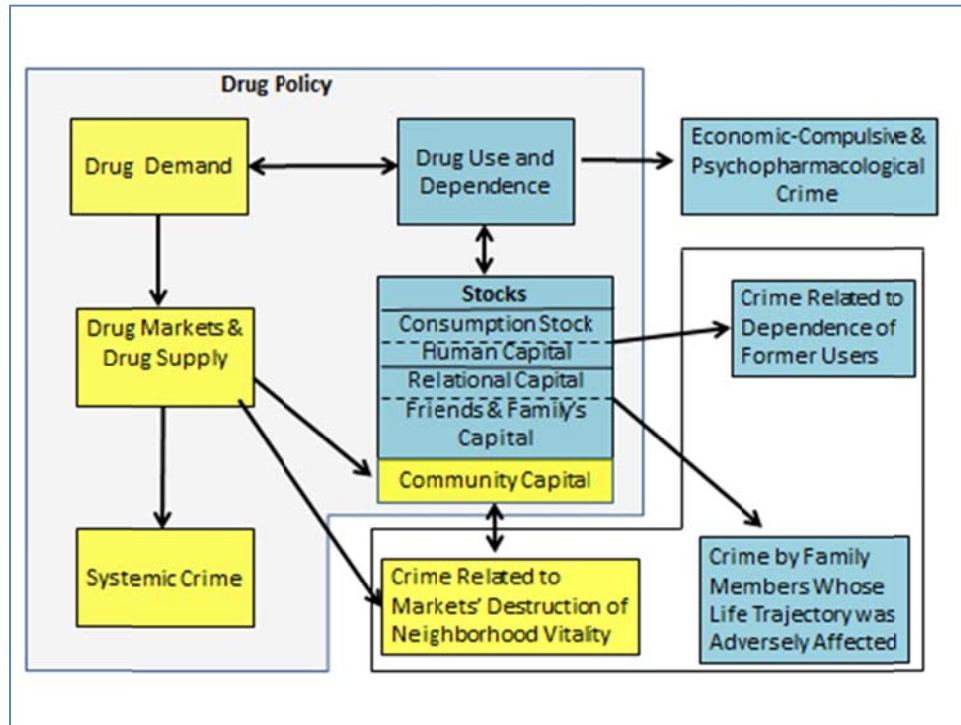 Drug Policy
Drug Demand
Drug Use and
Dependence
Economic-Compulsive &
Psychopharmacological
Crime
Stocks
Consumption Stock
Human Capital
Relational Capital
Friends & Family's
Capital
Community Capital
Drug Markets &
Drug Supply
Crime Related to
Dependence of
Former Users
Systemic Crime
Crime Related to
Markets' Destruction of
Neighborhood Vitality
Crime by Family
Members Whose
Life Trajectory was
Adversely Affected